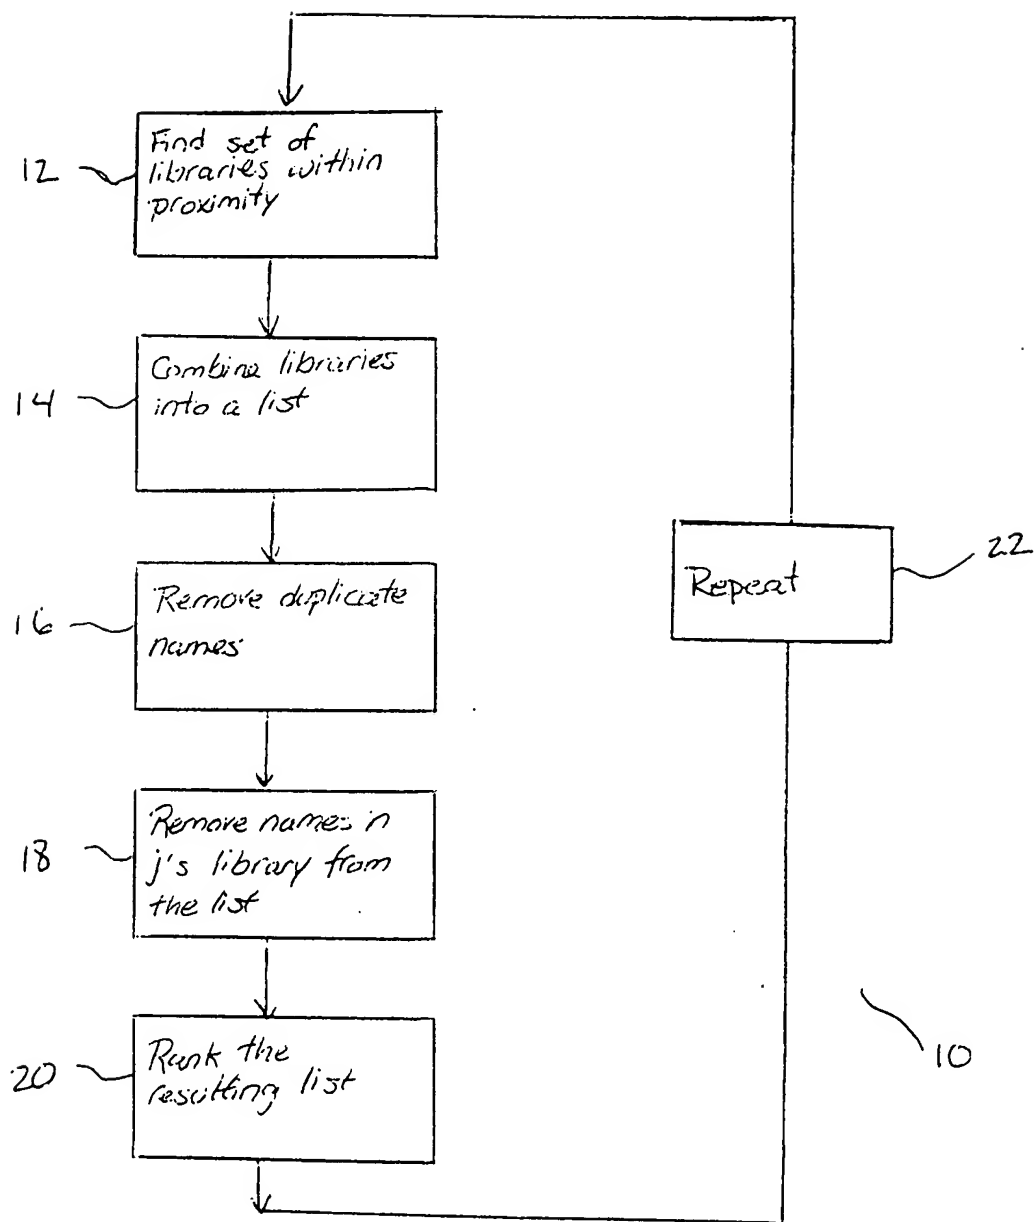 12
Find set of
libraries within
proximity
14
Combine libraries
into a list
16
Remove duplicate
names
22
Repeat
18
Remove names in
j's library from
the list
20
Rank the
resulting list
10